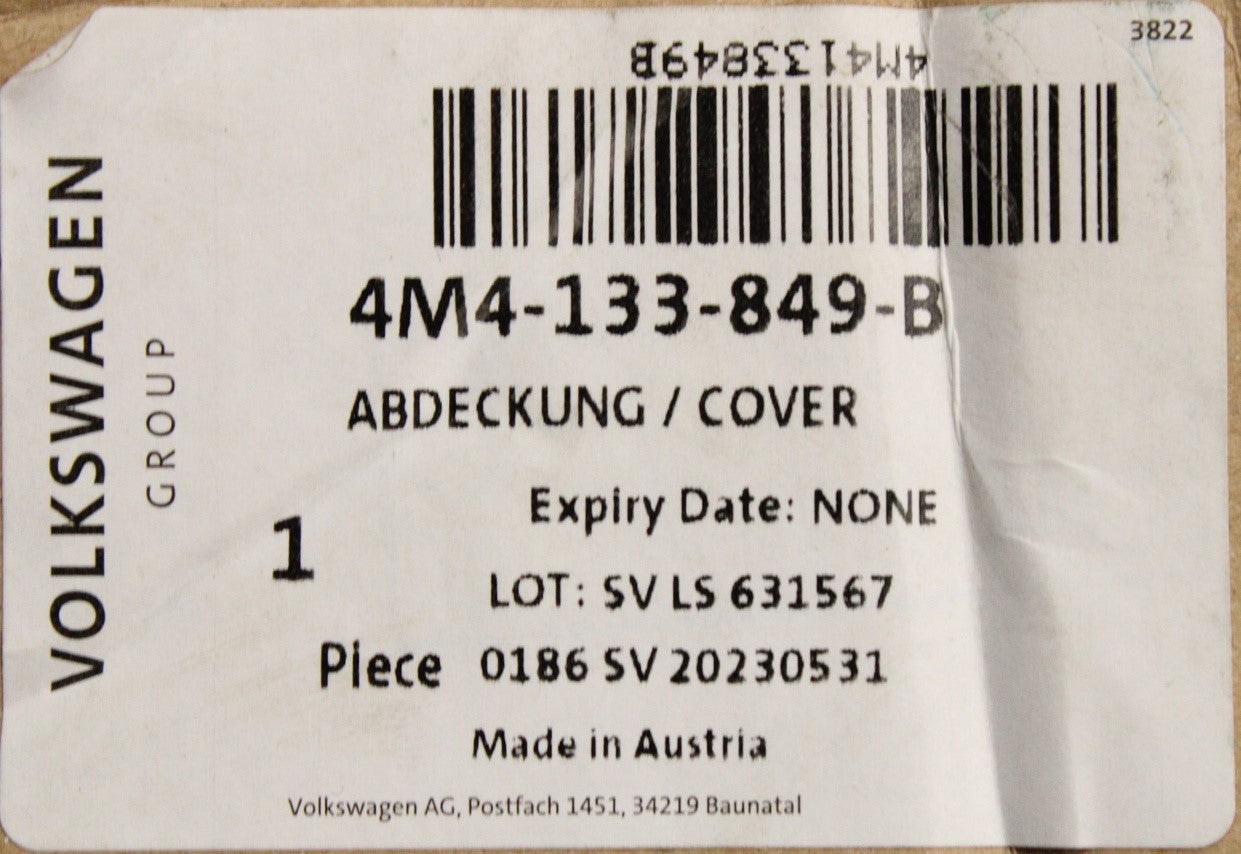 3822
4M4133849B
VOLKSWAGEN
GROUP
4M4-133-849-B
ABDECKUNG / COVER
Expiry Date: NONE
1
LOT: SV LS 631567
Piece 0186 SV 20230531
Made in Austria
Volkswagen AG, Postfach 1451, 34219 Baunatal